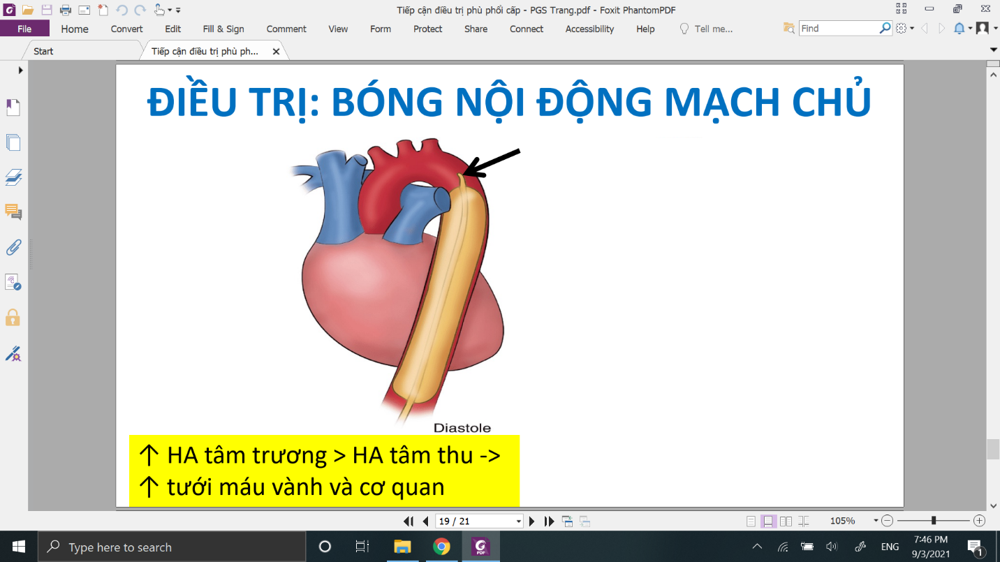 Tiếp cận điều trị phù phổi cấp - PGS Trang.pdf - Foxit PhantomPDF
File Home Convert Edit Fill & Sign Comment View Form Protect Share Connect Accessibility Help Tell me... Find
Start Tiếp cận điều trị phù ph...
ĐIỀU TRỊ: BÓNG NỘI ĐỘNG MẠCH CHỦ
Diastole
↑ HA tâm trương > HA tâm thu ->
↑ tưới máu vành và cơ quan
19 / 21 105%
Type here to search ENG 7:46 PM
9/3/2021 1
PDF